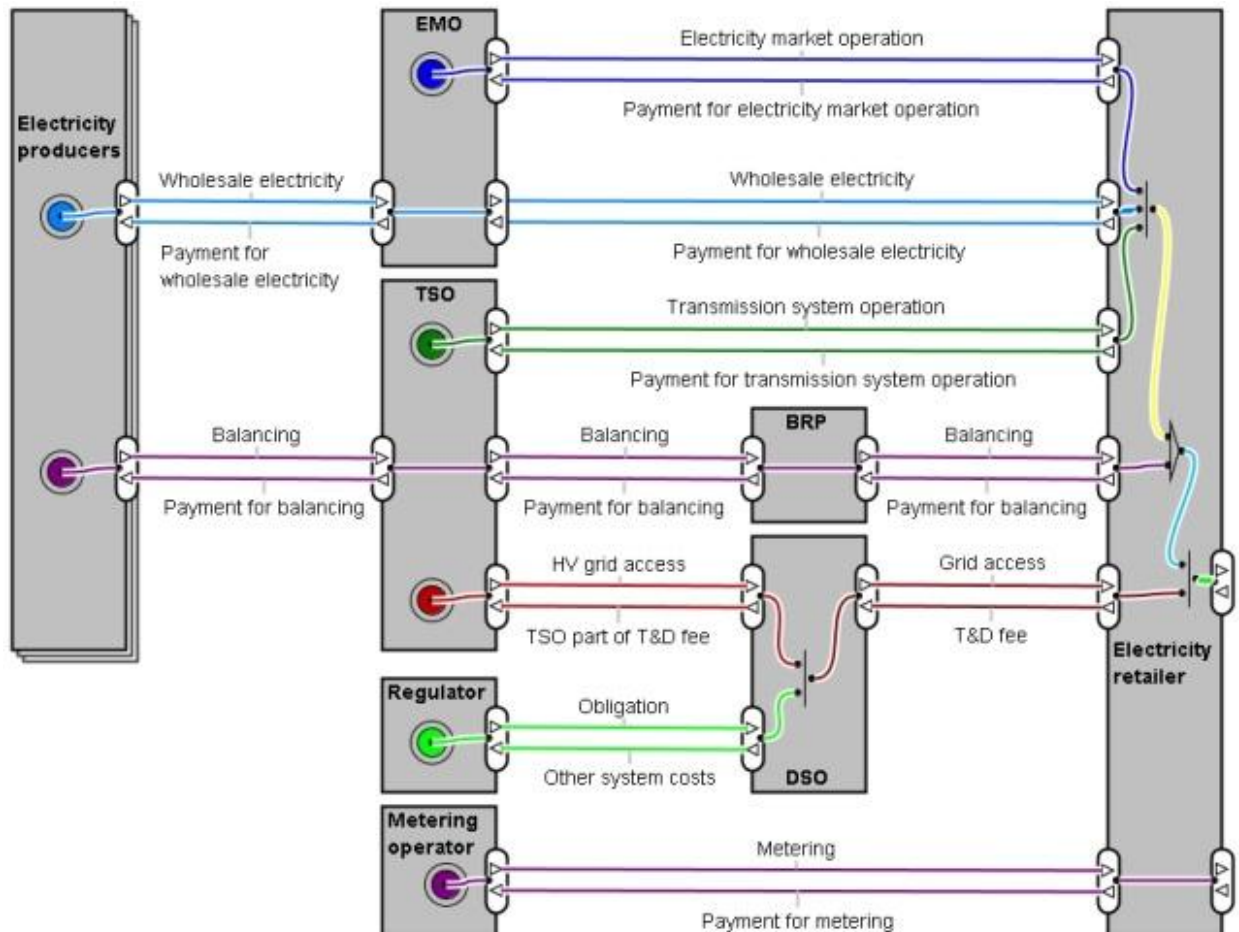 EMO
Electricity market operation
Payment for electricity market operation
Electricity
producers
Wholesale electricity
Wholesale electricity
Payment for
wholesale electricity
Payment for wholesale electricity
TSO
Transmission system operation
Payment for transmission system operation
BRP
Balancing
Balancing
Balancing
Payment for balancing
Payment for balancing
Payment for balancing
HV grid access
Grid access
TSO part of T&D fee
T&D fee
Electricity
retailer
Regulator
Obligation
Other system costs
DSO
Metering
operator
Metering
Payment for metering